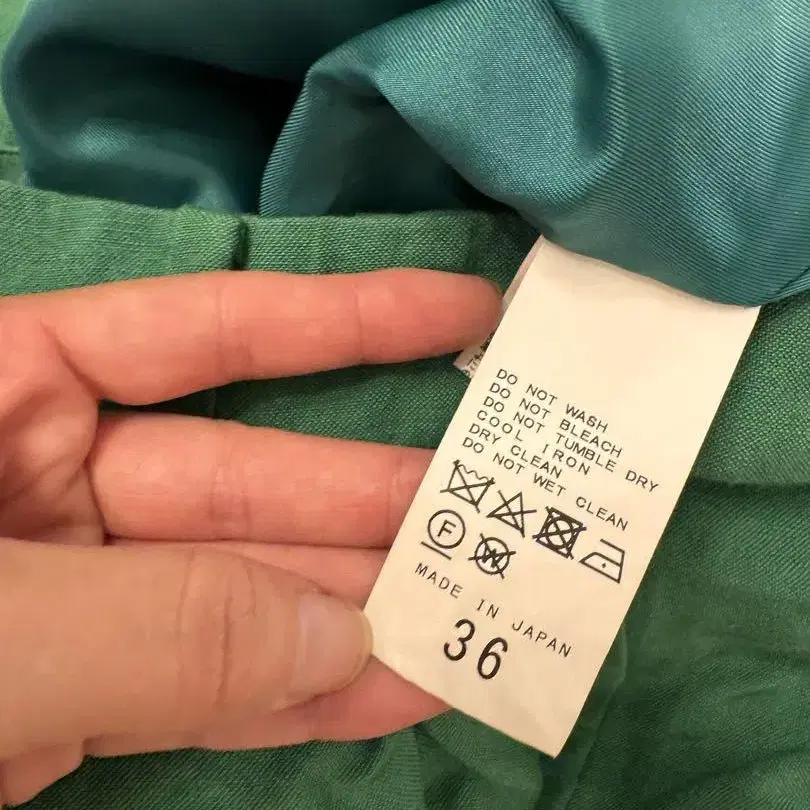 DO NOT WASH
DO NOT BLEACH
DO NOT TUMBLE DRY
COOL IRON
DRY CLEAN
DO NOT WET CLEAN
F W
MADE IN JAPAN
36